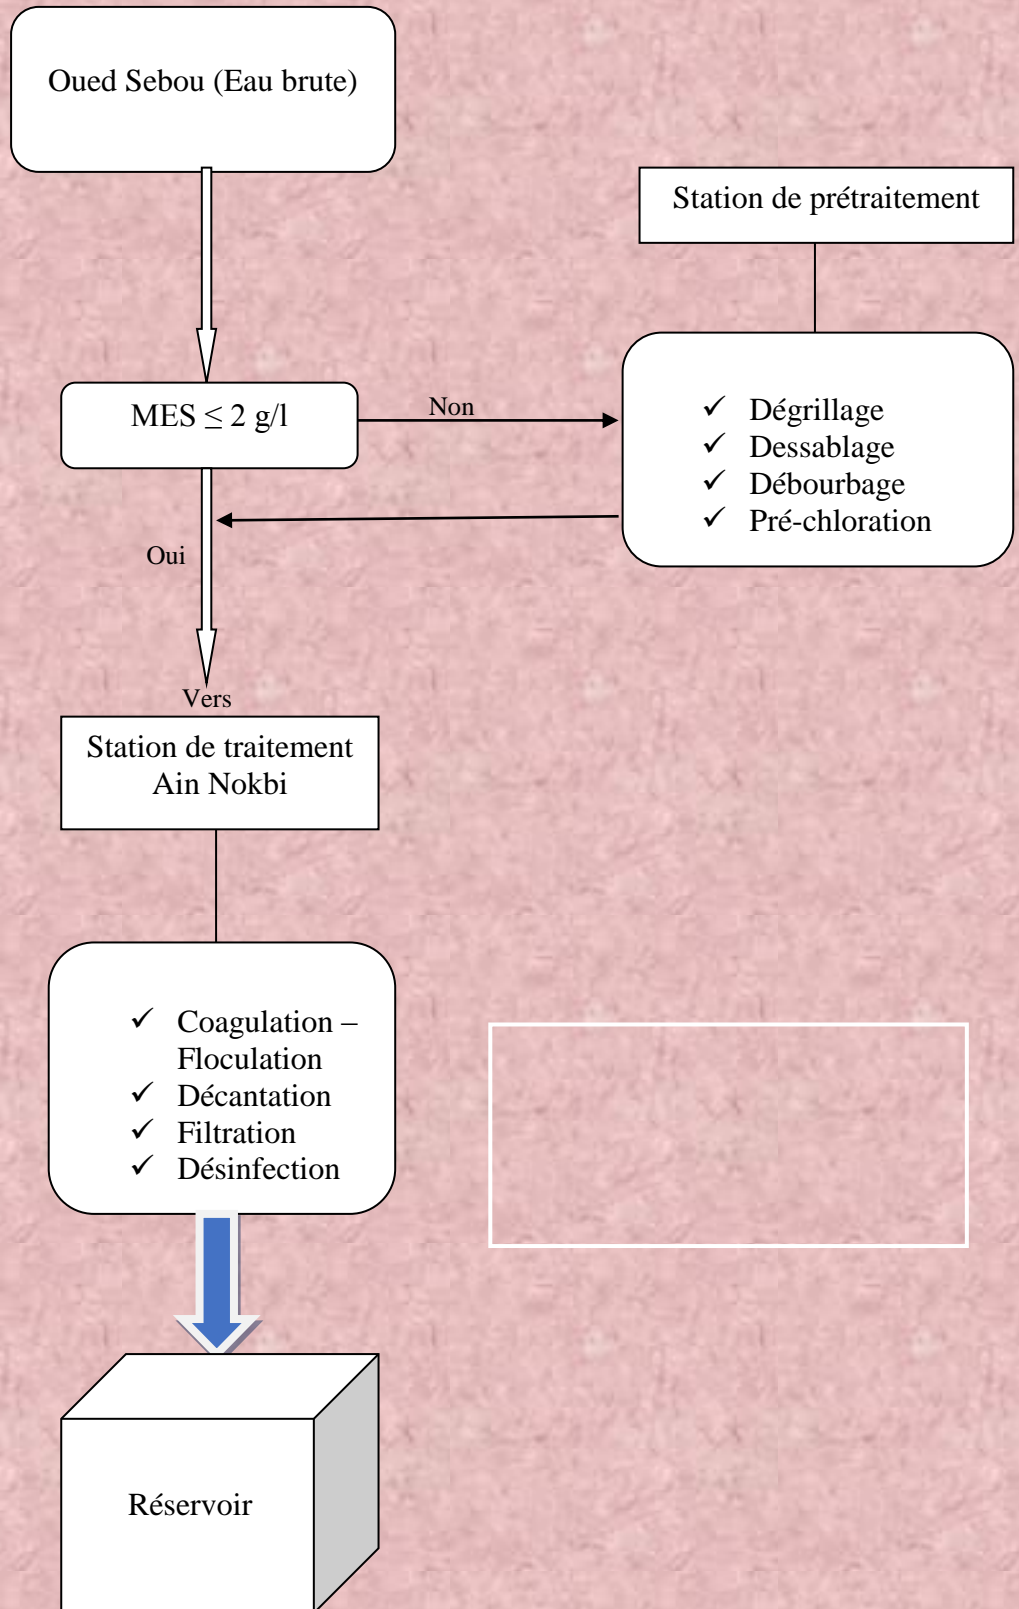 Oued Sebou (Eau brute)
Station de prétraitement
MES ≤ 2 g/l
Non
✓ Dégrillage
✓ Dessablage
✓ Débourbage
✓ Pré-chloration
Oui
Vers
Station de traitement
Ain Nokbi
✓ Coagulation –
Floculation
✓ Décantation
✓ Filtration
✓ Désinfection
Réservoir